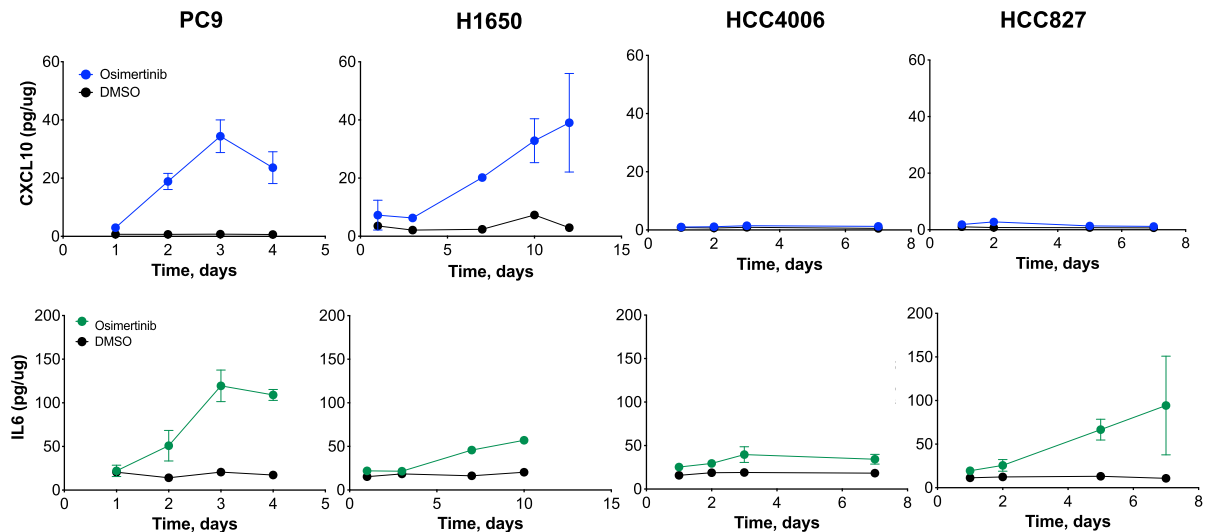 PC9 H1650 HCC4006 HCC827
CXCL10 (pg/ug)
Osimertinib
DMSO
60 60 60 60
40 40 40 40
20 20 20 20
0 0 0 0
0 1 2 3 4 5 0 5 10 15 0 2 4 6 8 0 2 4 6 8
Time, days Time, days Time, days Time, days
IL6 (pg/ug)
Osimertinib
DMSO
200 200 200 200
150 150 150 150
100 100 100 100
50 50 50 50
0 0 0 0
0 1 2 3 4 5 0 5 10 15 0 2 4 6 8 0 2 4 6 8
Time, days Time, days Time, days Time, days